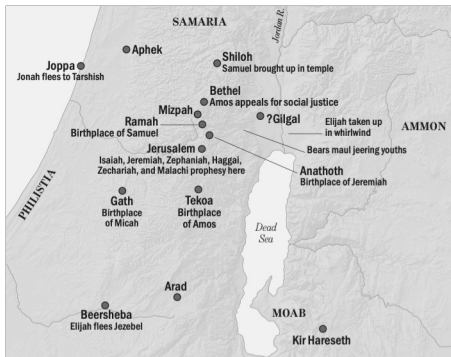 SAMARIA
Jordan R.
Aphek
Joppa
Jonah flees to Tarshish
Shiloh
Samuel brought up in temple
Bethel
Amos appeals for social justice
Mizpah
?Gilgal
Ramah
Birthplace of Samuel
Elijah taken up
in whirlwind
AMMON
Bears maul jeering youths
Jerusalem
Isaiah, Jeremiah, Zephaniah, Haggai,
Zechariah, and Malachi prophesy here
Anathoth
Birthplace of Jeremiah
PHILISTIA
Gath
Birthplace
of Micah
Tekoa
Birthplace
of Amos
Dead
Sea
Arad
Beersheba
Elijah flees Jezebel
MOAB
Kir Hareseth